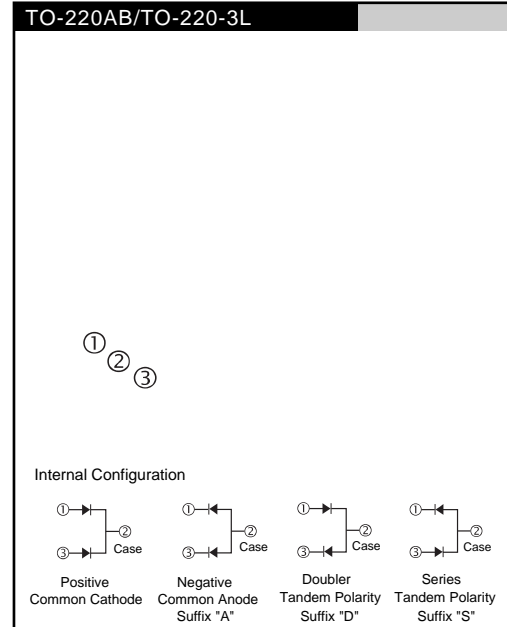 TO-220AB/TO-220-3L
①
②
③
Internal Configuration
① ① ① ①
② ② ② ②
③ Case ③ Case ③ Case ③ Case
Positive
Common Cathode
Negative
Common Anode
Suffix "A"
Doubler
Tandem Polarity
Suffix "D"
Series
Tandem Polarity
Suffix "S"